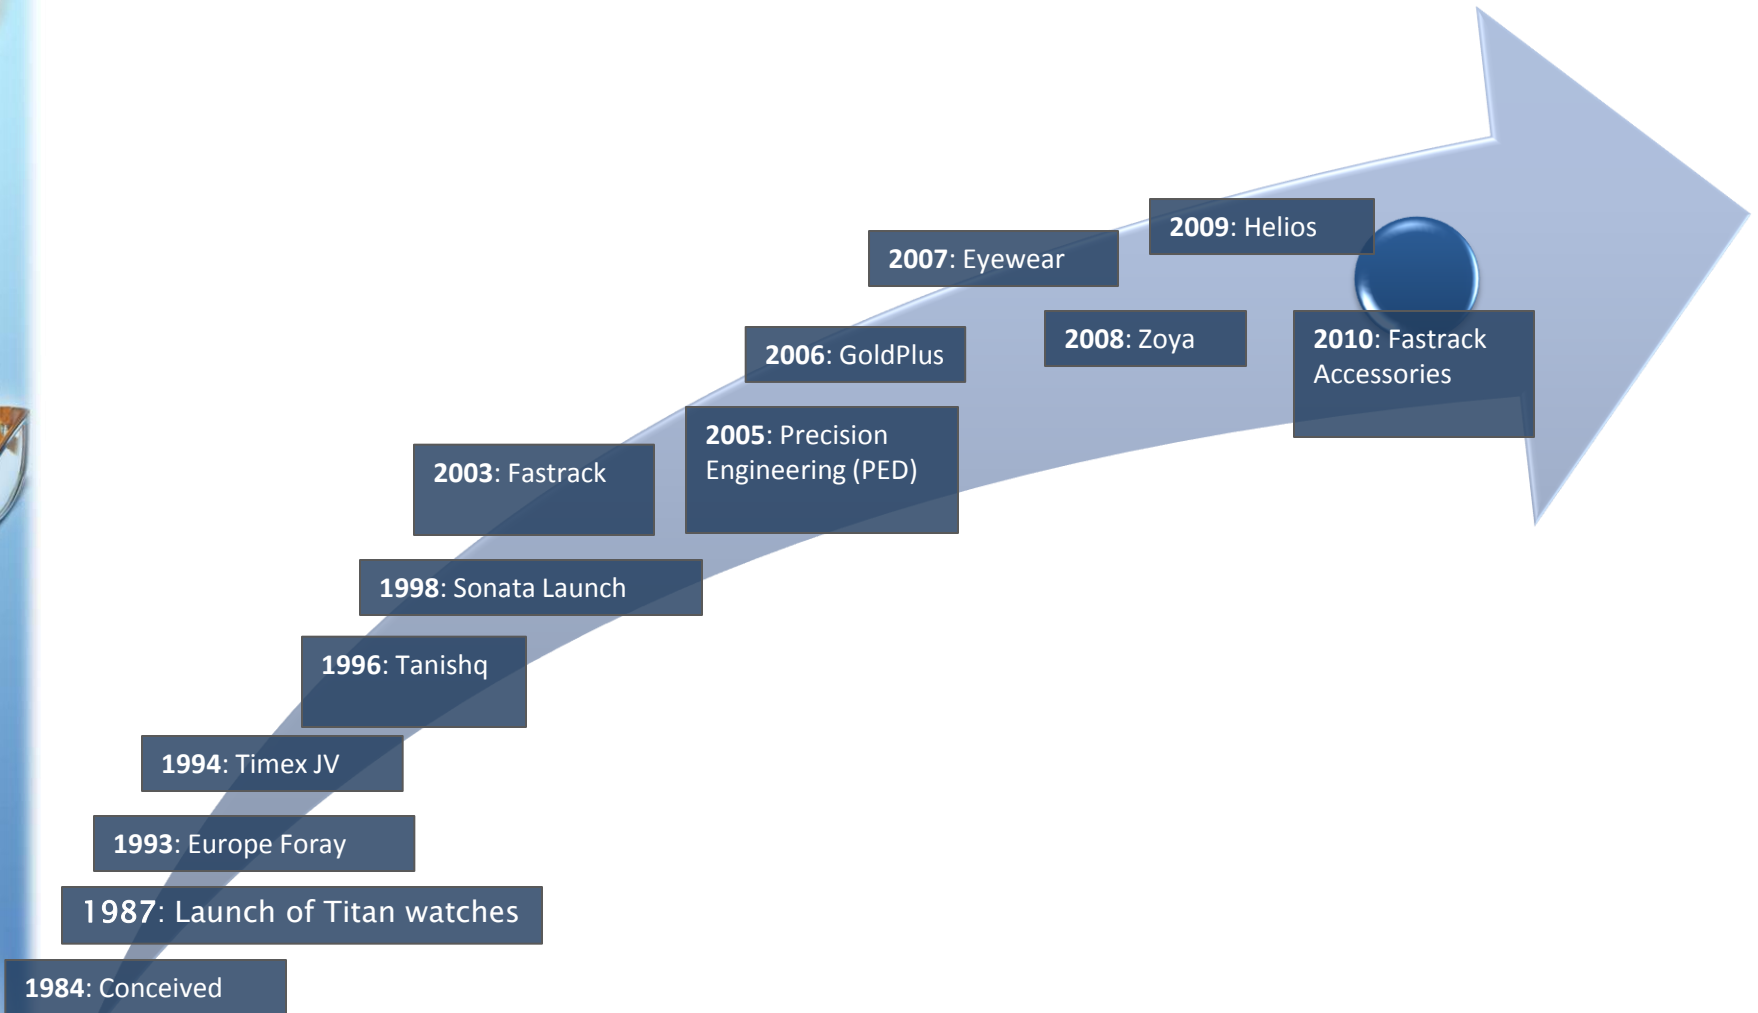 2009: Helios
2007: Eyewear
2008: Zoya
2010: Fastrack
Accessories
2006: GoldPlus
2005: Precision
Engineering (PED)
2003: Fastrack
1998: Sonata Launch
1996: Tanishq
1994: Timex JV
1993: Europe Foray
1987: Launch of Titan watches
1984: Conceived